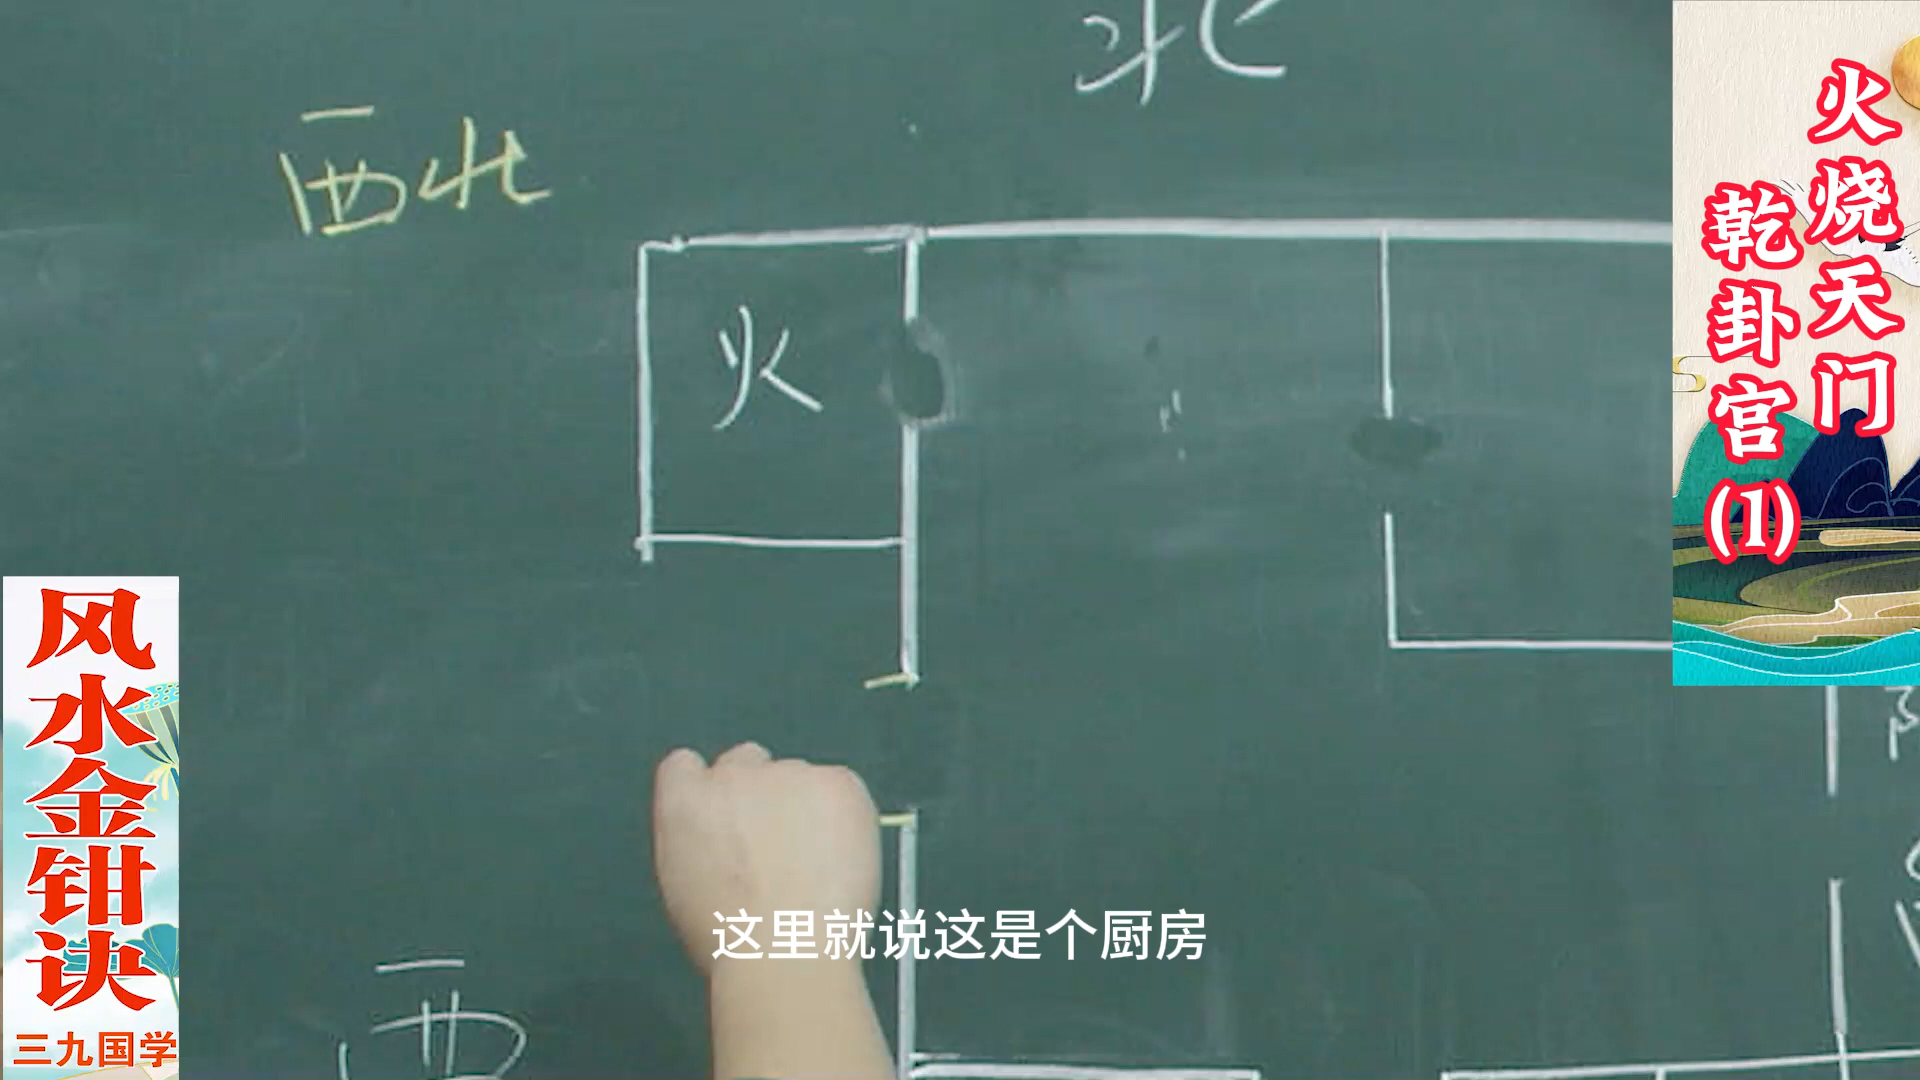 北
西北
火
西
火烧天门
乾卦宫(1)
风水金钳诀
三九国学
这里就说这是个厨房